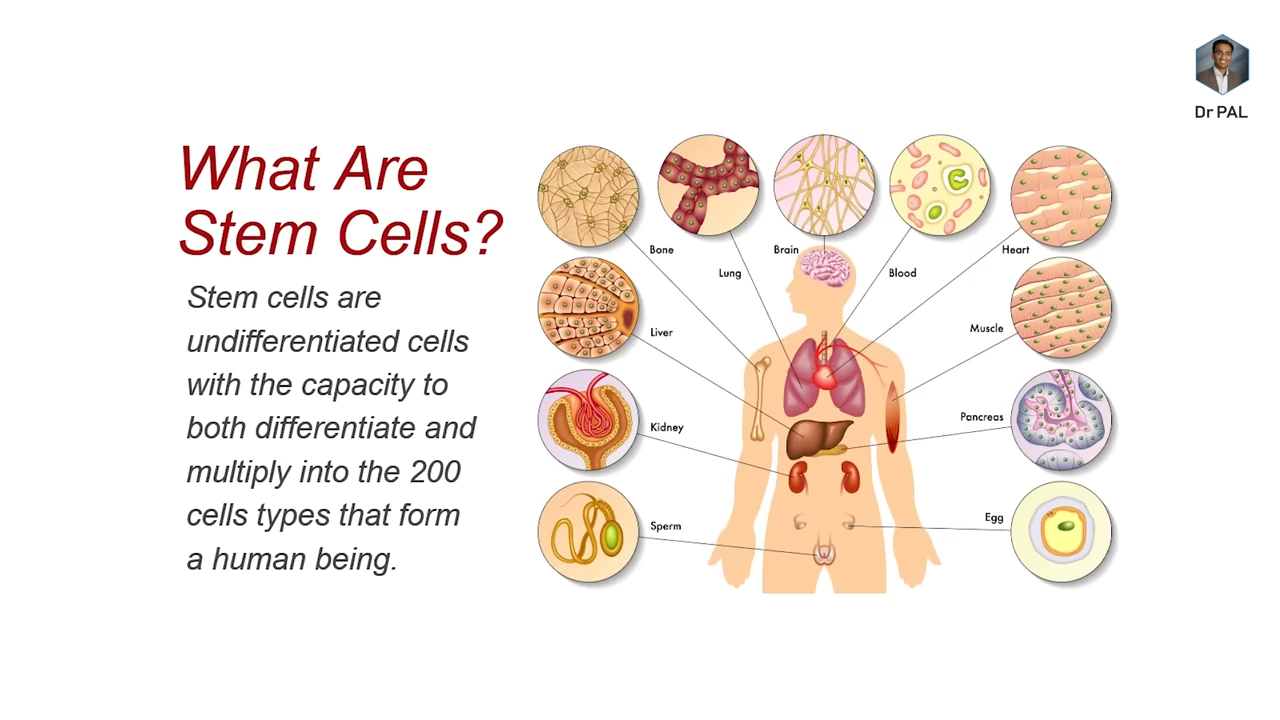 Dr PAL
What Are
Stem Cells?
Stem cells are
undifferentiated cells
with the capacity to
both differentiate and
multiply into the 200
cells types that form
a human being.
Bone
Lung
Brain
Blood
Heart
Liver
Muscle
Kidney
Pancreas
Sperm
Egg